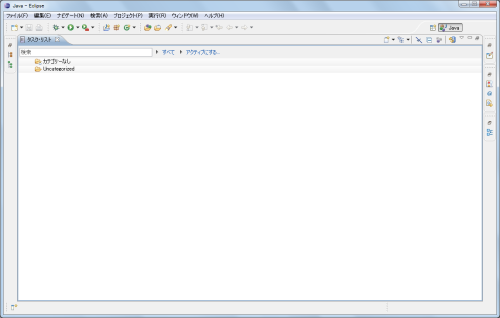 Java - Eclipse
ファイル(F) 編集(E) ナビゲート(N) 検索(A) プロジェクト(P) 実行(R) ウィンドウ(W) ヘルプ(H)
Java
タスク・リスト
検索 すべて アクティブにする...
カテゴリーなし
Uncategorized